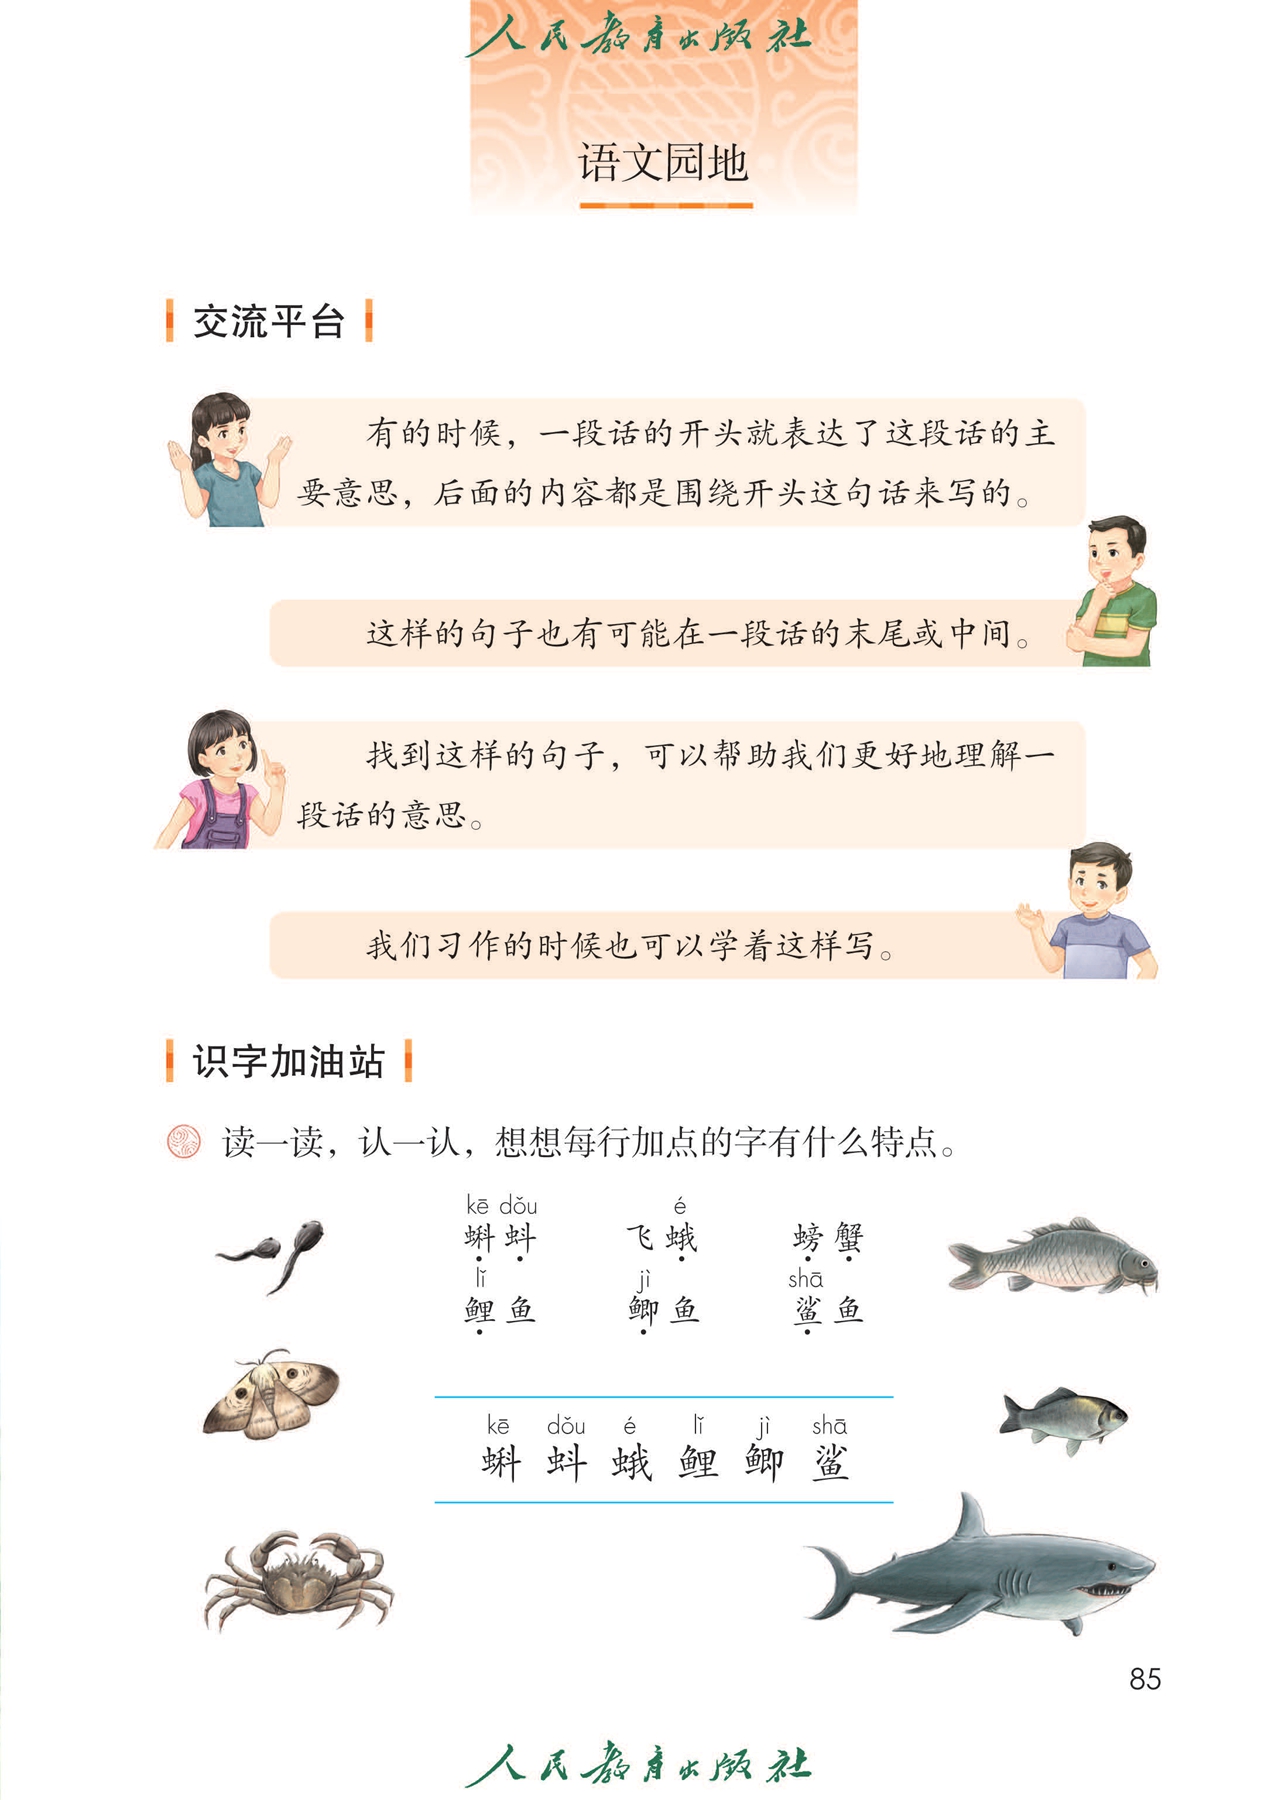 人民教育出版社
语文园地
交流平台
有的时候，一段话的开头就表达了这段话的主
要意思，后面的内容都是围绕开头这句话来写的。
这样的句子也有可能在一段话的末尾或中间。
找到这样的句子，可以帮助我们更好地理解一
段话的意思。
我们习作的时候也可以学着这样写。
识字加油站
读一读，认一认，想想每行加点的字有什么特点。
kē dǒu é
蝌蚪 飞蛾 螃蟹
lǐ jì shā
鲤鱼 鲫鱼 鲨鱼
kē dǒu é lǐ jì shā
蝌 蚪 蛾 鲤 鲫 鲨
85
人民教育出版社